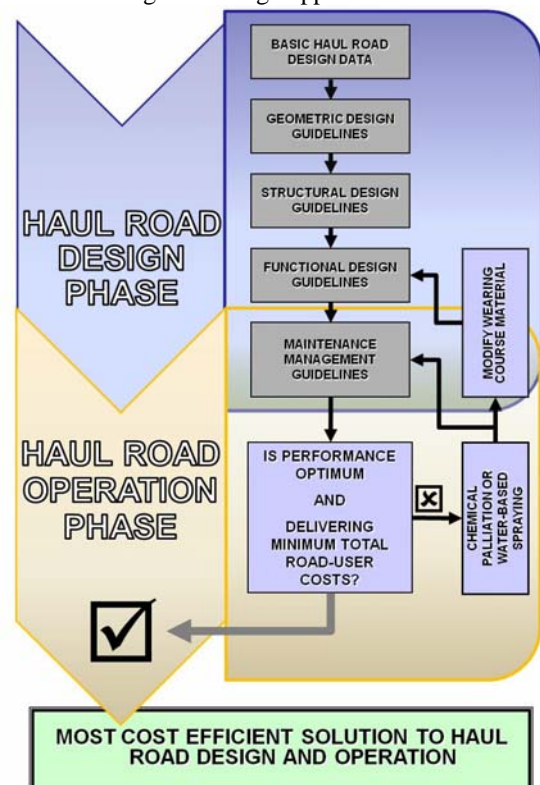 BASIC HAUL ROAD
DESIGN DATA
GEOMETRIC DESIGN
GUIDELINES
STRUCTURAL DESIGN
GUIDELINES
HAUL ROAD
DESIGN
PHASE
FUNCTIONAL DESIGN
GUIDELINES
MODIFY WEARING
COURSE MATERIAL
MAINTENANCE
MANAGEMENT
GUIDELINES
HAUL ROAD
OPERATION
PHASE
IS PERFORMANCE
OPTIMUM
AND
DELIVERING
MINIMUM TOTAL
ROAD-USER
COSTS?
CHEMICAL
PALLIATION OR
WATER-BASED
SPRAYING
MOST COST EFFICIENT SOLUTION TO HAUL
ROAD DESIGN AND OPERATION